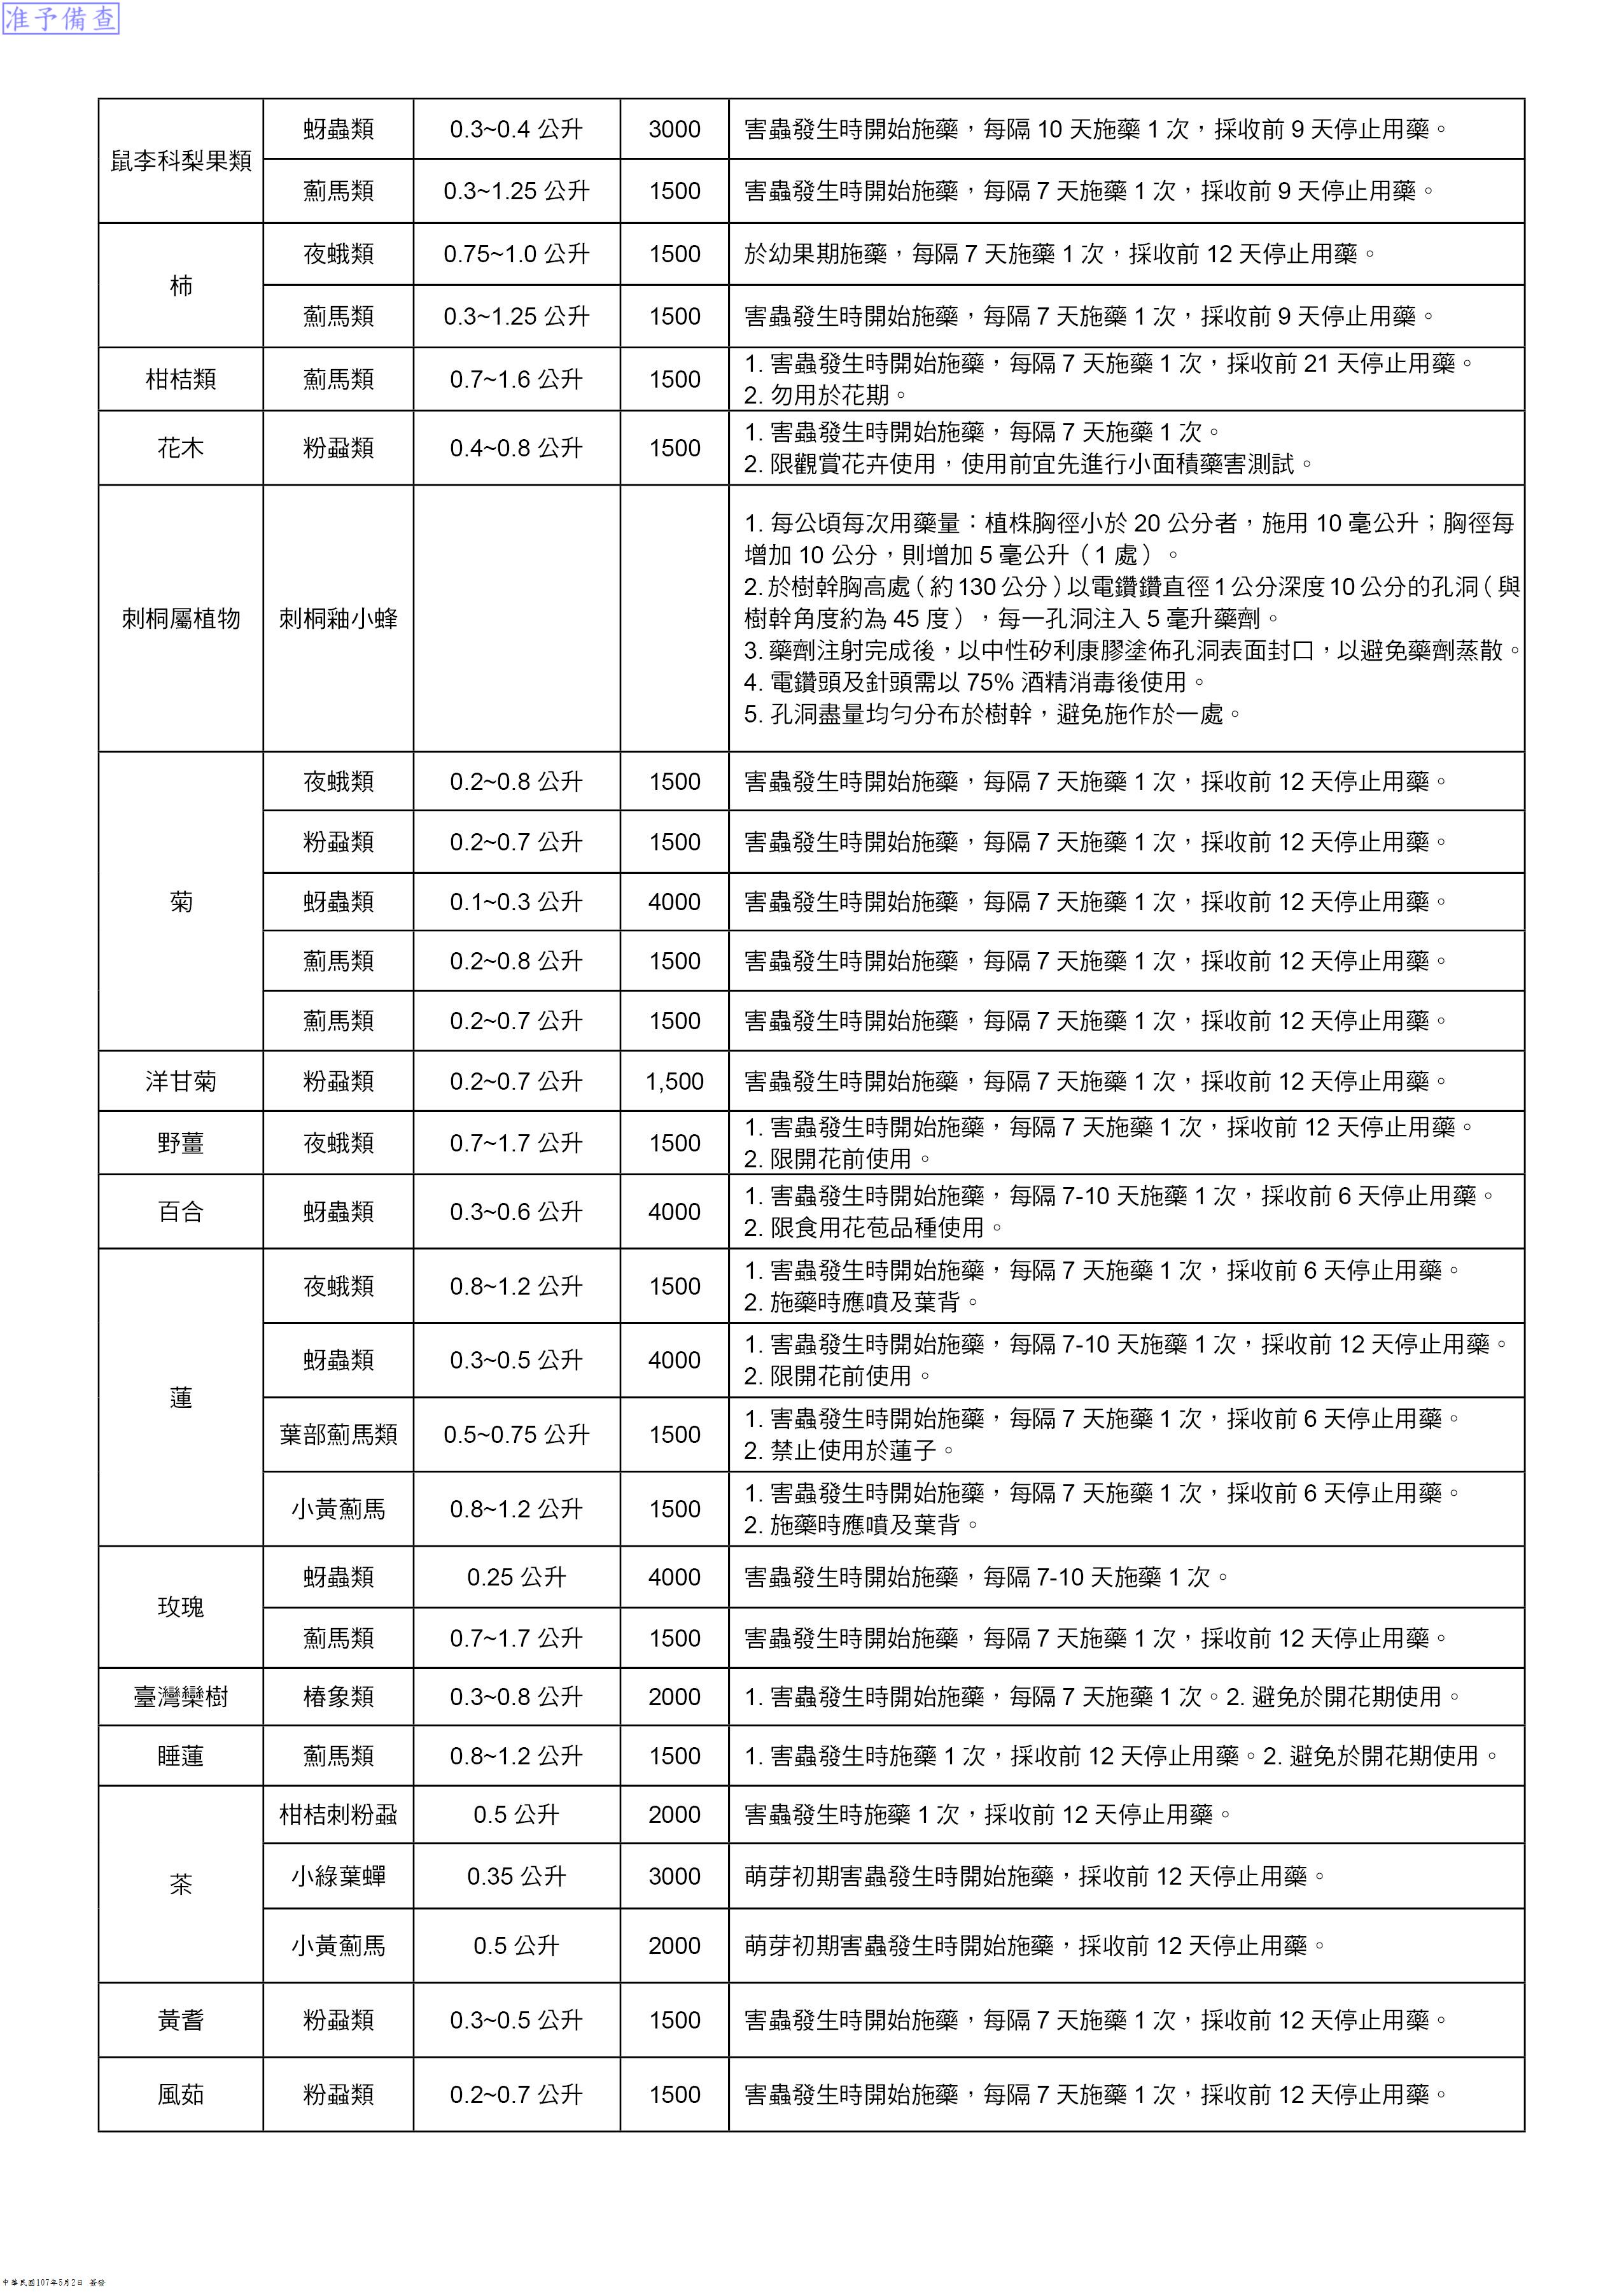 准予備查
鼠李科梨果類
蚜蟲類 0.3~0.4 公升 3000 害蟲發生時開始施藥，每隔 10 天施藥 1 次，採收前 9 天停止用藥。
薊馬類 0.3~1.25 公升 1500 害蟲發生時開始施藥，每隔 7 天施藥 1 次，採收前 9 天停止用藥。
柿
夜蛾類 0.75~1.0 公升 1500 於幼果期施藥，每隔 7 天施藥 1 次，採收前 12 天停止用藥。
薊馬類 0.3~1.25 公升 1500 害蟲發生時開始施藥，每隔 7 天施藥 1 次，採收前 9 天停止用藥。
柑桔類 薊馬類 0.7~1.6 公升 1500
1. 害蟲發生時開始施藥，每隔 7 天施藥 1 次，採收前 21 天停止用藥。
2. 勿用於花期。
花木 粉蝨類 0.4~0.8 公升 1500
1. 害蟲發生時開始施藥，每隔 7 天施藥 1 次。
2. 限觀賞花卉使用，使用前宜先進行小面積藥害測試。
刺桐屬植物 刺桐釉小蜂
1. 每公頃每次用藥量：植株胸徑小於 20 公分者，施用 10 毫公升；胸徑每
增加 10 公分，則增加 5 毫公升（1 處）。
2. 於樹幹胸高處（約 130 公分）以電鑽鑽直徑 1 公分深度 10 公分的孔洞（與
樹幹角度約為 45 度），每一孔洞注入 5 毫升藥劑。
3. 藥劑注射完成後，以中性矽利康膠塗佈孔洞表面封口，以避免藥劑蒸散。
4. 電鑽頭及針頭需以 75% 酒精消毒後使用。
5. 孔洞盡量均勻分布於樹幹，避免施作於一處。
菊
夜蛾類 0.2~0.8 公升 1500 害蟲發生時開始施藥，每隔 7 天施藥 1 次，採收前 12 天停止用藥。
粉蝨類 0.2~0.7 公升 1500 害蟲發生時開始施藥，每隔 7 天施藥 1 次，採收前 12 天停止用藥。
蚜蟲類 0.1~0.3 公升 4000 害蟲發生時開始施藥，每隔 7 天施藥 1 次，採收前 12 天停止用藥。
薊馬類 0.2~0.8 公升 1500 害蟲發生時開始施藥，每隔 7 天施藥 1 次，採收前 12 天停止用藥。
薊馬類 0.2~0.7 公升 1500 害蟲發生時開始施藥，每隔 7 天施藥 1 次，採收前 12 天停止用藥。
洋甘菊 粉蝨類 0.2~0.7 公升 1,500 害蟲發生時開始施藥，每隔 7 天施藥 1 次，採收前 12 天停止用藥。
野薑 夜蛾類 0.7~1.7 公升 1500
1. 害蟲發生時開始施藥，每隔 7 天施藥 1 次，採收前 12 天停止用藥。
2. 限開花前使用。
百合 蚜蟲類 0.3~0.6 公升 4000
1. 害蟲發生時開始施藥，每隔 7-10 天施藥 1 次，採收前 6 天停止用藥。
2. 限食用花苞品種使用。
蓮
夜蛾類 0.8~1.2 公升 1500
1. 害蟲發生時開始施藥，每隔 7 天施藥 1 次，採收前 6 天停止用藥。
2. 施藥時應噴及葉背。
蚜蟲類 0.3~0.5 公升 4000
1. 害蟲發生時開始施藥，每隔 7-10 天施藥 1 次，採收前 12 天停止用藥。
2. 限開花前使用。
葉部薊馬類 0.5~0.75 公升 1500
1. 害蟲發生時開始施藥，每隔 7 天施藥 1 次，採收前 6 天停止用藥。
2. 禁止使用於蓮子。
小黃薊馬 0.8~1.2 公升 1500
1. 害蟲發生時開始施藥，每隔 7 天施藥 1 次，採收前 6 天停止用藥。
2. 施藥時應噴及葉背。
玫瑰
蚜蟲類 0.25 公升 4000 害蟲發生時開始施藥，每隔 7-10 天施藥 1 次。
薊馬類 0.7~1.7 公升 1500 害蟲發生時開始施藥，每隔 7 天施藥 1 次，採收前 12 天停止用藥。
臺灣欒樹 椿象類 0.3~0.8 公升 2000 1. 害蟲發生時開始施藥，每隔 7 天施藥 1 次。2. 避免於開花期使用。
睡蓮 薊馬類 0.8~1.2 公升 1500 1. 害蟲發生時施藥 1 次，採收前 12 天停止用藥。2. 避免於開花期使用。
茶
柑桔刺粉蝨 0.5 公升 2000 害蟲發生時施藥 1 次，採收前 12 天停止用藥。
小綠葉蟬 0.35 公升 3000 萌芽初期害蟲發生時開始施藥，採收前 12 天停止用藥。
小黃薊馬 0.5 公升 2000 萌芽初期害蟲發生時開始施藥，採收前 12 天停止用藥。
黃耆 粉蝨類 0.3~0.5 公升 1500 害蟲發生時開始施藥，每隔 7 天施藥 1 次，採收前 12 天停止用藥。
風茹 粉蝨類 0.2~0.7 公升 1500 害蟲發生時開始施藥，每隔 7 天施藥 1 次，採收前 12 天停止用藥。
中華民國107年5月2日 簽發